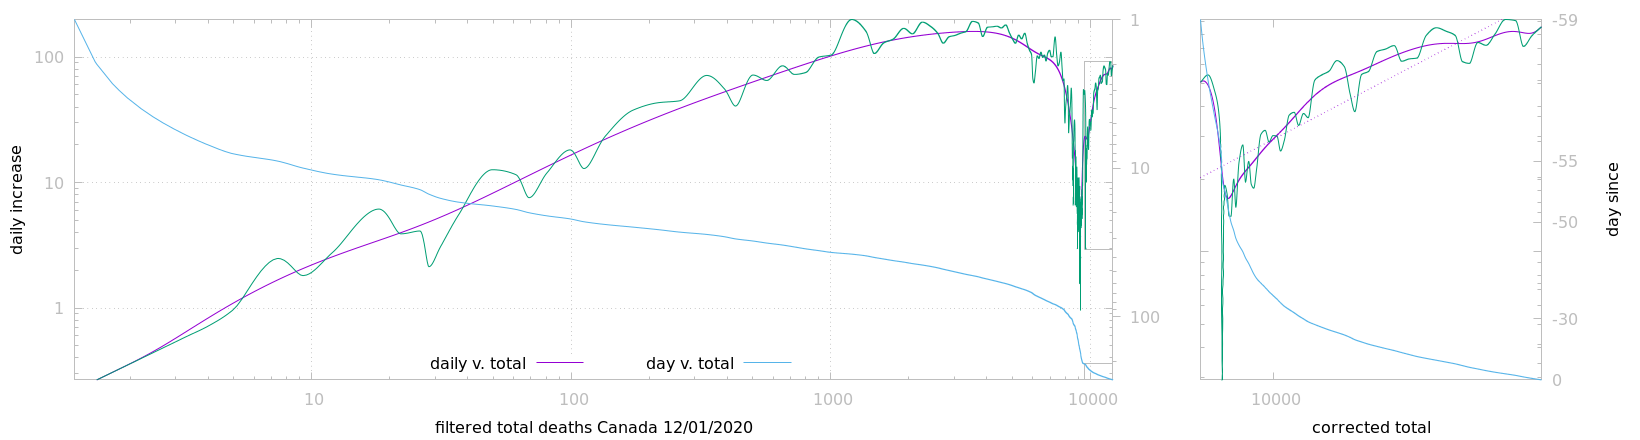 1
-59
100
daily increase
10
-55
10
-50
day since
1
100
-30
daily v. total
day v. total
0
10
100
1000
10000
10000
filtered total deaths Canada 12/01/2020
corrected total